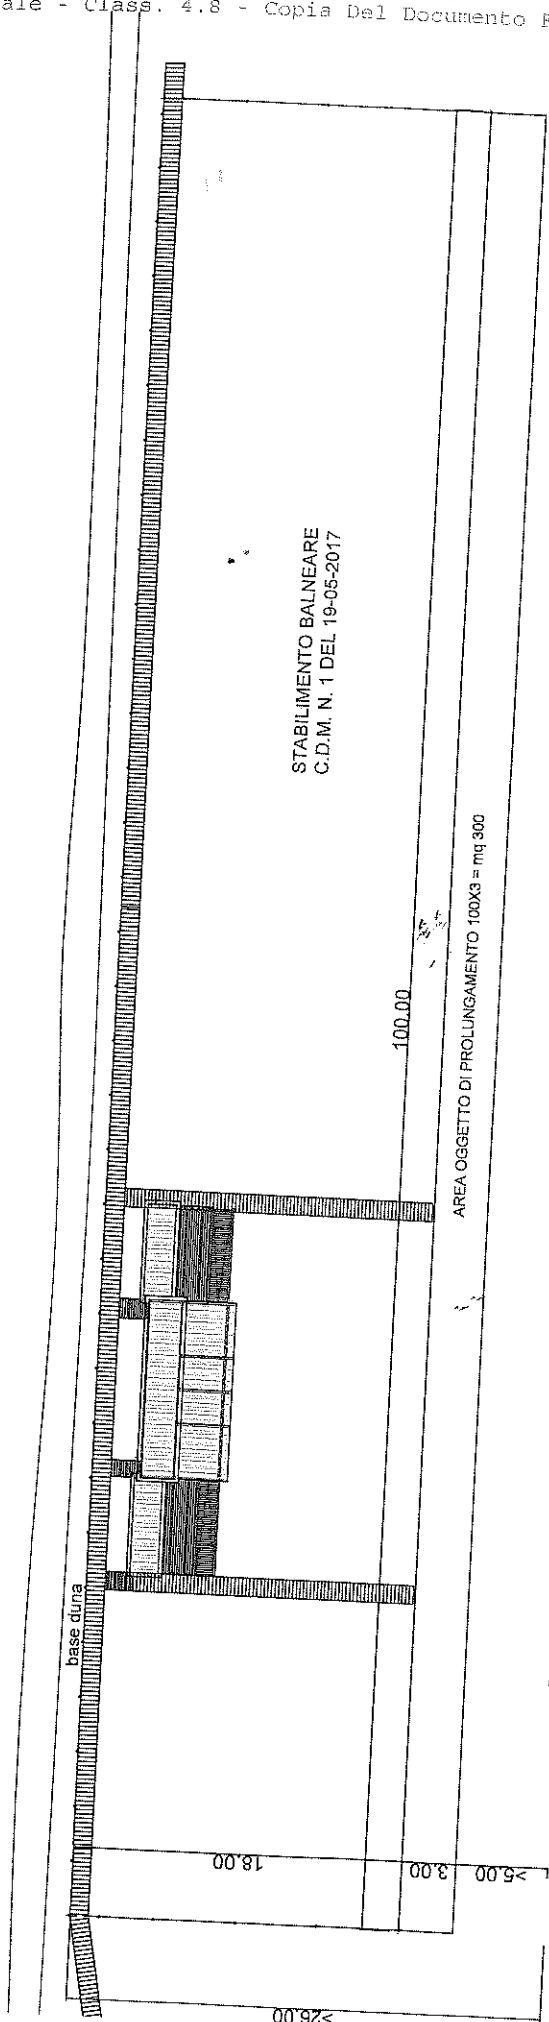 ale - Class. 4.8 - Copia Del Documento
STABILIMENTO BALNEARE
C.D.M. N. 1 DEL 19-05-2017
100.00
AREA OGGETTO DI PROLUNGAMENTO 100X3 = mq 300
base duna
18.00
3.00
>5.00
>26.00